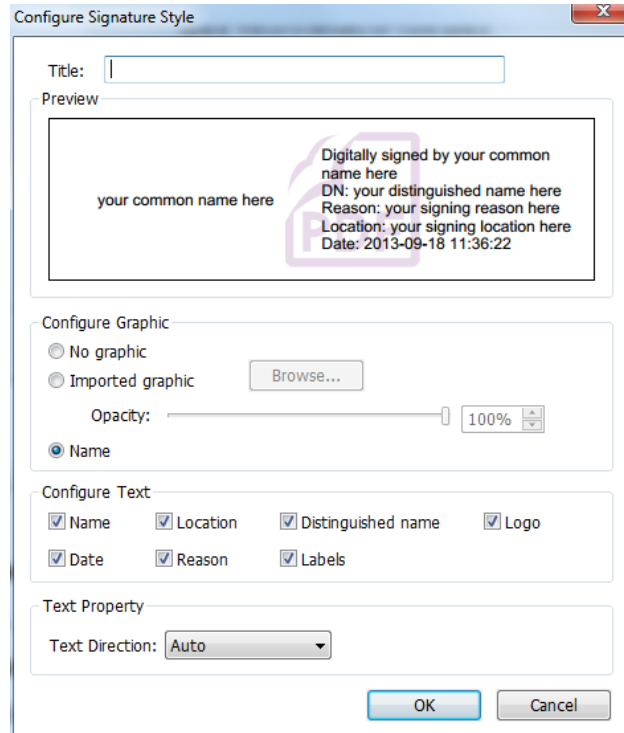 Configure Signature Style
X
Title:
Preview
your common name here
Digitally signed by your common
name here
DN: your distinguished name here
Reason: your signing reason here
Location: your signing location here
Date: 2013-09-18 11:36:22
PDF
Configure Graphic
No graphic
Imported graphic
Browse...
Opacity:
100%
Name
Configure Text
Name Location Distinguished name Logo
Date Reason Labels
Text Property
Text Direction: Auto
OK Cancel